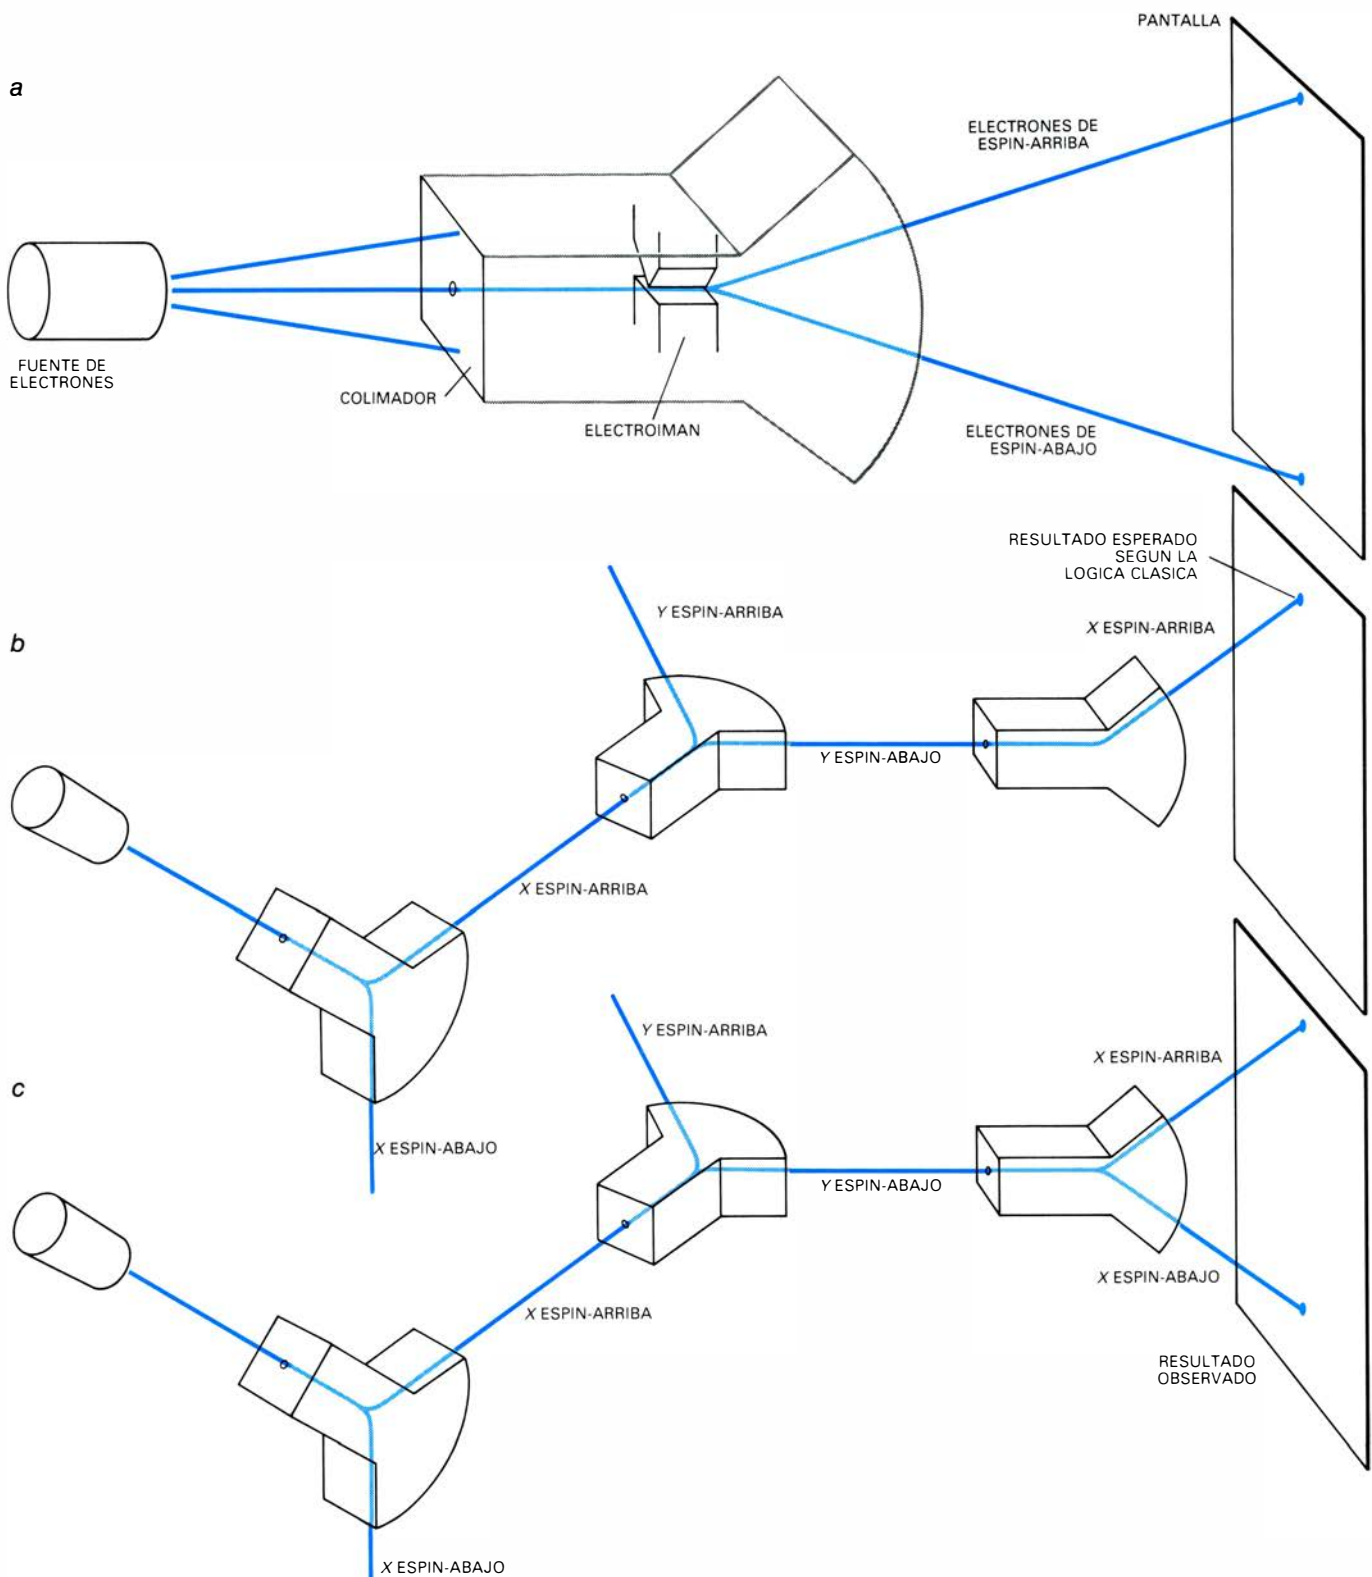 PANTALLA
a
ELECTRONES DE
ESPIN-ARRIBA
FUENTE DE
ELECTRONES
COLIMADOR
ELECTROIMAN
ELECTRONES DE
ESPIN-ABAJO
RESULTADO ESPERADO
SEGUN LA
LOGICA CLASICA
b
Y ESPIN-ARRIBA
X ESPIN-ARRIBA
Y ESPIN-ABAJO
X ESPIN-ARRIBA
X ESPIN-ABAJO
c
Y ESPIN-ARRIBA
X ESPIN-ARRIBA
Y ESPIN-ABAJO
X ESPIN-ABAJO
X ESPIN-ARRIBA
RESULTADO
OBSERVADO
X ESPIN-ABAJO